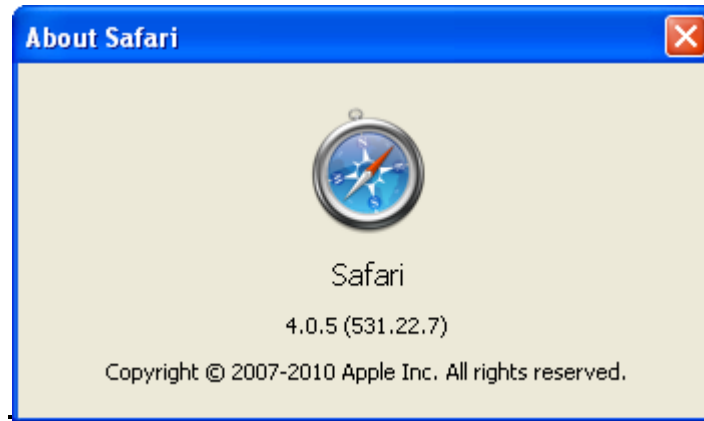 About Safari
Safari
4.0.5 (531.22.7)
Copyright © 2007-2010 Apple Inc. All rights reserved.